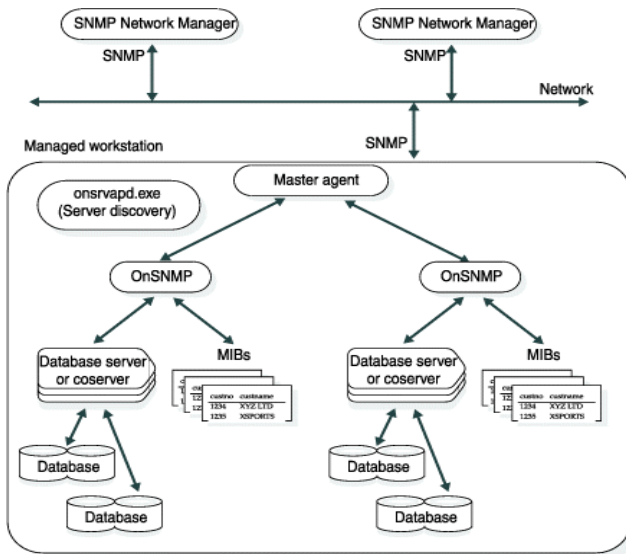 SNMP Network Manager
SNMP Network Manager
SNMP
SNMP
Network
SNMP
Managed workstation
Master agent
onsrvapd.exe
(Server discovery)
OnSNMP
OnSNMP
Database server
or coserver
MIBs
custno custname
1234 XYZ LTD
1235 XSPORTS
Database server
or coserver
MIBs
custno custname
1234 XYZ LTD
1235 XSPORTS
Database
Database
Database
Database